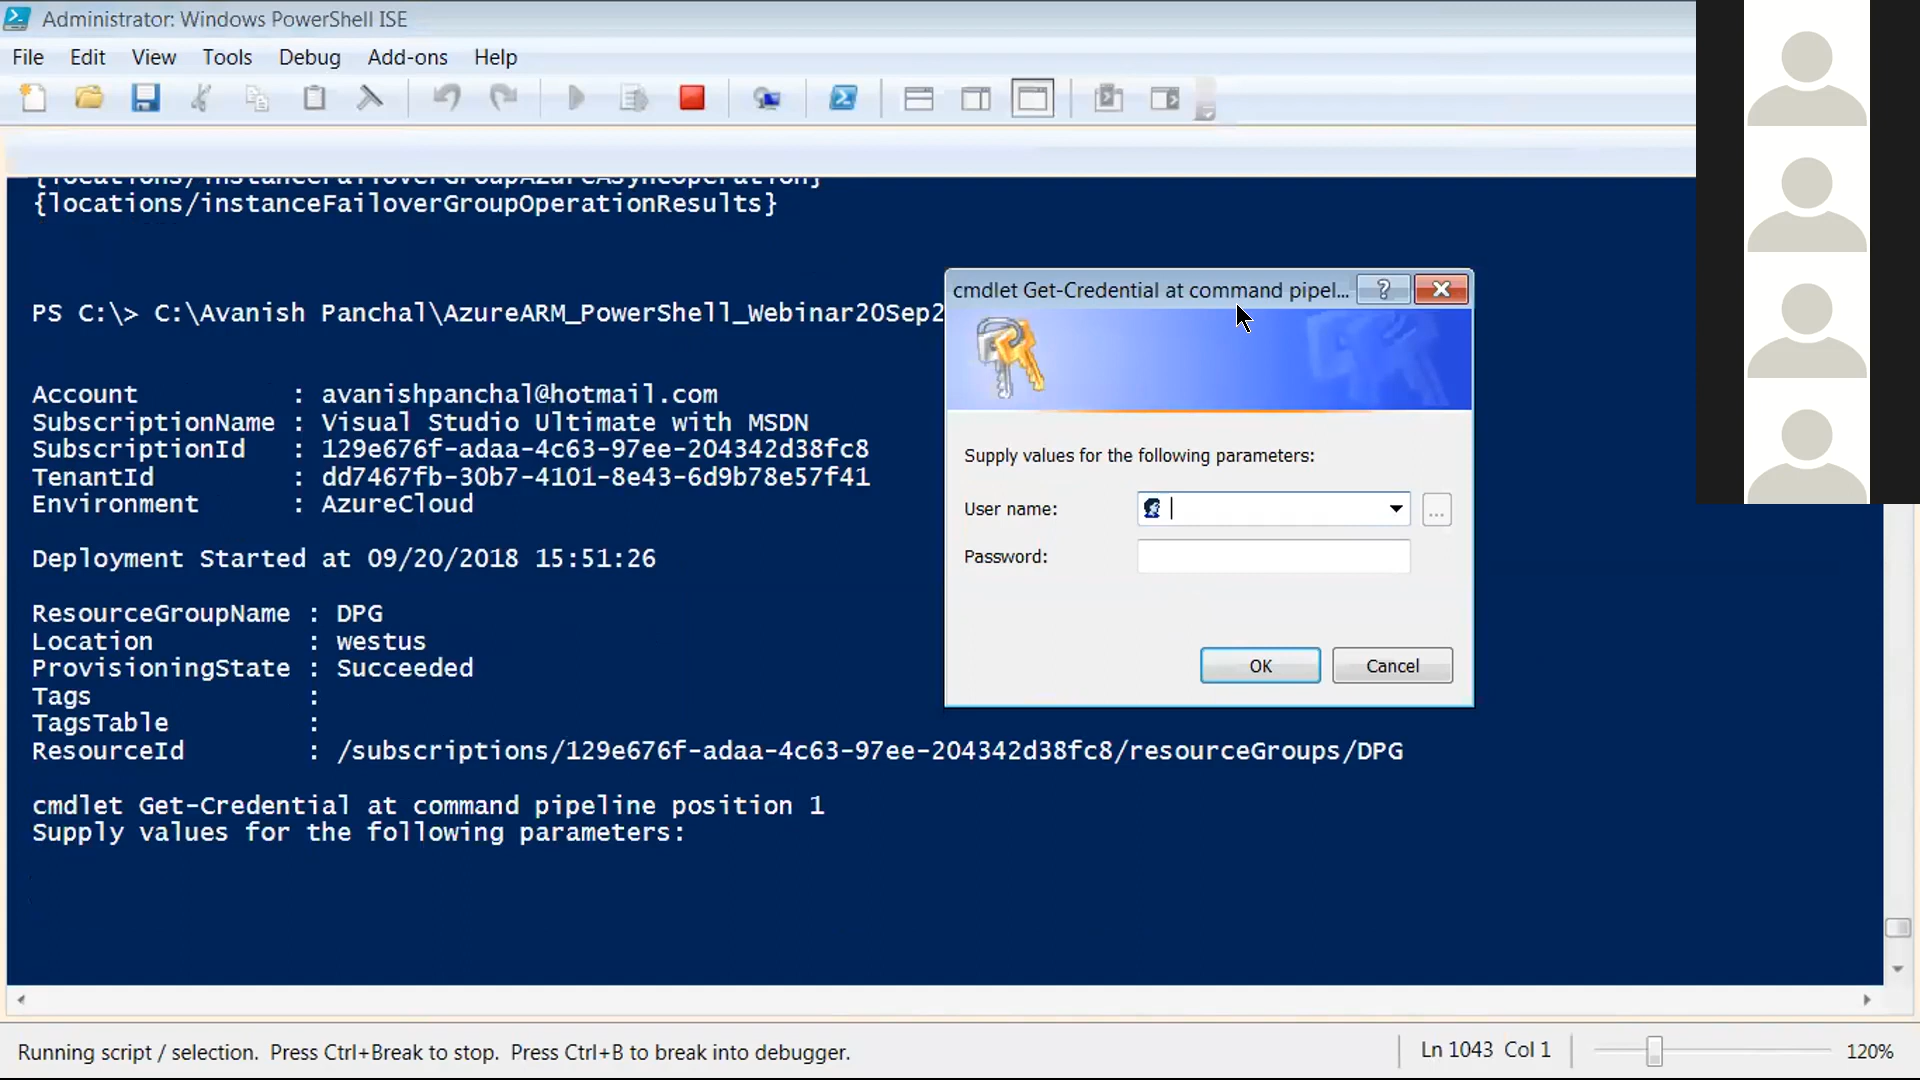 Administrator: Windows PowerShell ISE
File Edit View Tools Debug Add-ons Help
{locations/instanceFailoverGroupAzureAsyncOperation}
{locations/instanceFailoverGroupOperationResults}
PS C:\> C:\Avanish Panchal\AzureARM_PowerShell_Webinar20Sep2
Account : avanishpanchal@hotmail.com
SubscriptionName : Visual Studio Ultimate with MSDN
SubscriptionId : 129e676f-adaa-4c63-97ee-204342d38fc8
TenantId : dd7467fb-30b7-4101-8e43-6d9b78e57f41
Environment : AzureCloud
Deployment Started at 09/20/2018 15:51:26
ResourceGroupName : DPG
Location : westus
ProvisioningState : Succeeded
Tags :
TagsTable :
ResourceId : /subscriptions/129e676f-adaa-4c63-97ee-204342d38fc8/resourceGroups/DPG
cmdlet Get-Credential at command pipeline position 1
Supply values for the following parameters:
cmdlet Get-Credential at command pipel...
Supply values for the following parameters:
User name:
...
Password:
OK Cancel
Running script / selection. Press Ctrl+Break to stop. Press Ctrl+B to break into debugger.
Ln 1043 Col 1
120%